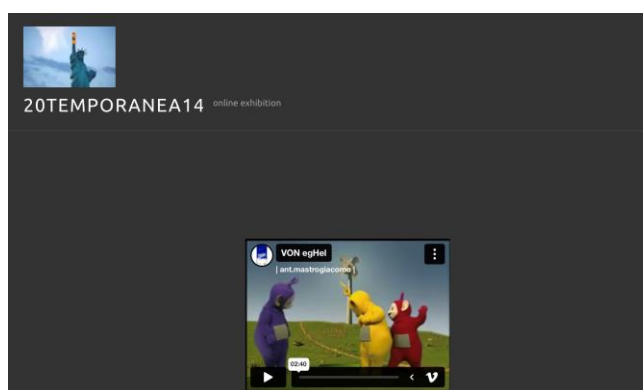 20TEMPORANEA14 online exhibition
VON egHel
| ant.mastrogiacomo |
02:40